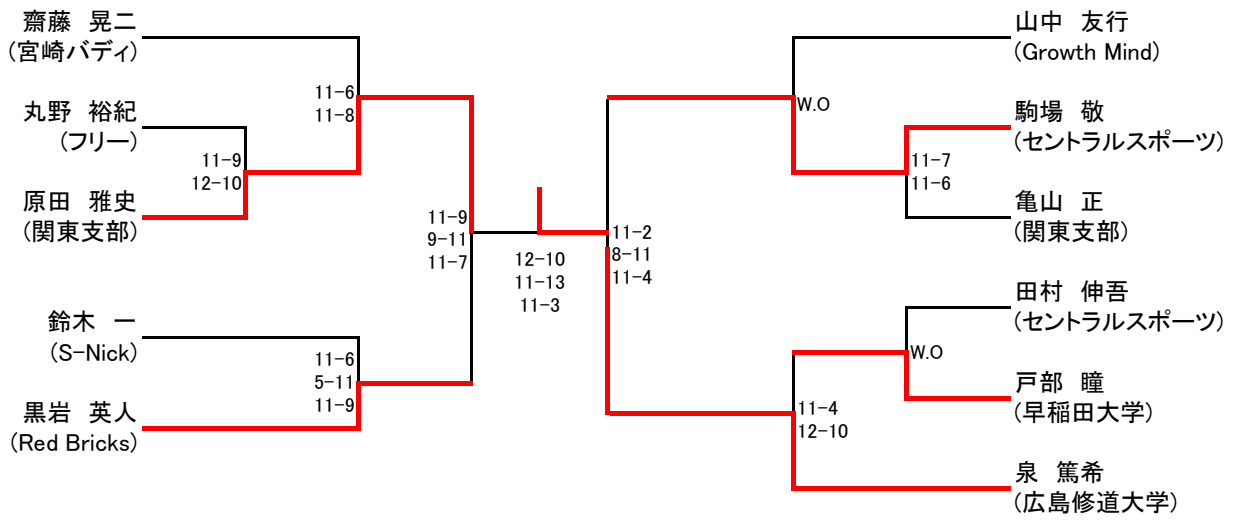 齋藤　晃二
(宮崎バディ)
丸野　裕紀
(フリー)
原田　雅史
(関東支部)
鈴木　一
(S-Nick)
黒岩　英人
(Red Bricks)
11-6
11-8
11-9
12-10
11-6
5-11
11-9
11-9
9-11
11-7
12-10
11-13
11-3
11-2
8-11
11-4
W.O
11-7
11-6
W.O
11-4
12-10
山中　友行
(Growth Mind)
駒場　敬
(セントラルスポーツ)
亀山　正
(関東支部)
田村　伸吾
(セントラルスポーツ)
戸部　瞳
(早稲田大学)
泉　篤希
(広島修道大学)